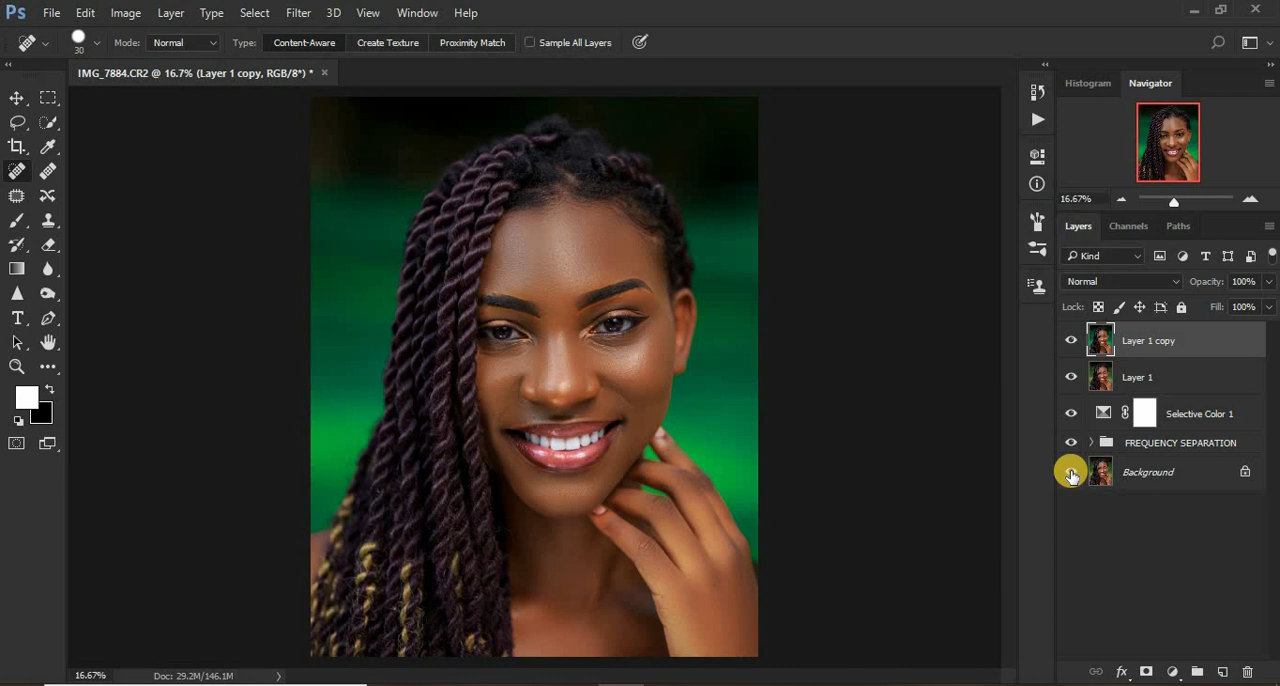 Ps File Edit Image Layer Type Select Filter 3D View Window Help
30 Mode: Normal Type: Content-Aware Create Texture Proximity Match Sample All Layers
IMG_7884.CR2 @ 16.7% (Layer 1 copy, RGB/8*) *
Histogram Navigator
16.67%
Layers Channels Paths
Kind
Normal Opacity: 100%
Lock: Fill: 100%
Layer 1 copy
Layer 1
Selective Color 1
FREQUENCY SEPARATION
Background
fx
16.67% Doc: 29.2M/146.1M